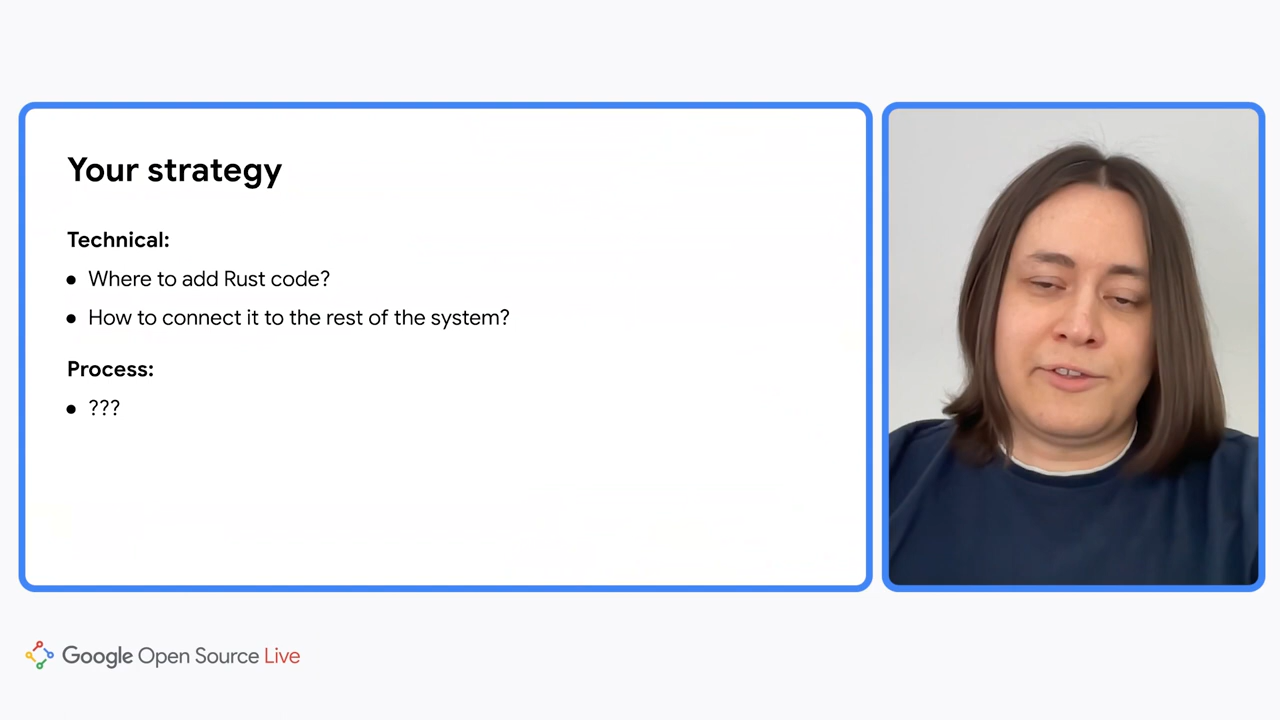 Your strategy
Technical:
● Where to add Rust code?
● How to connect it to the rest of the system?
Process:
● ???
Google Open Source Live